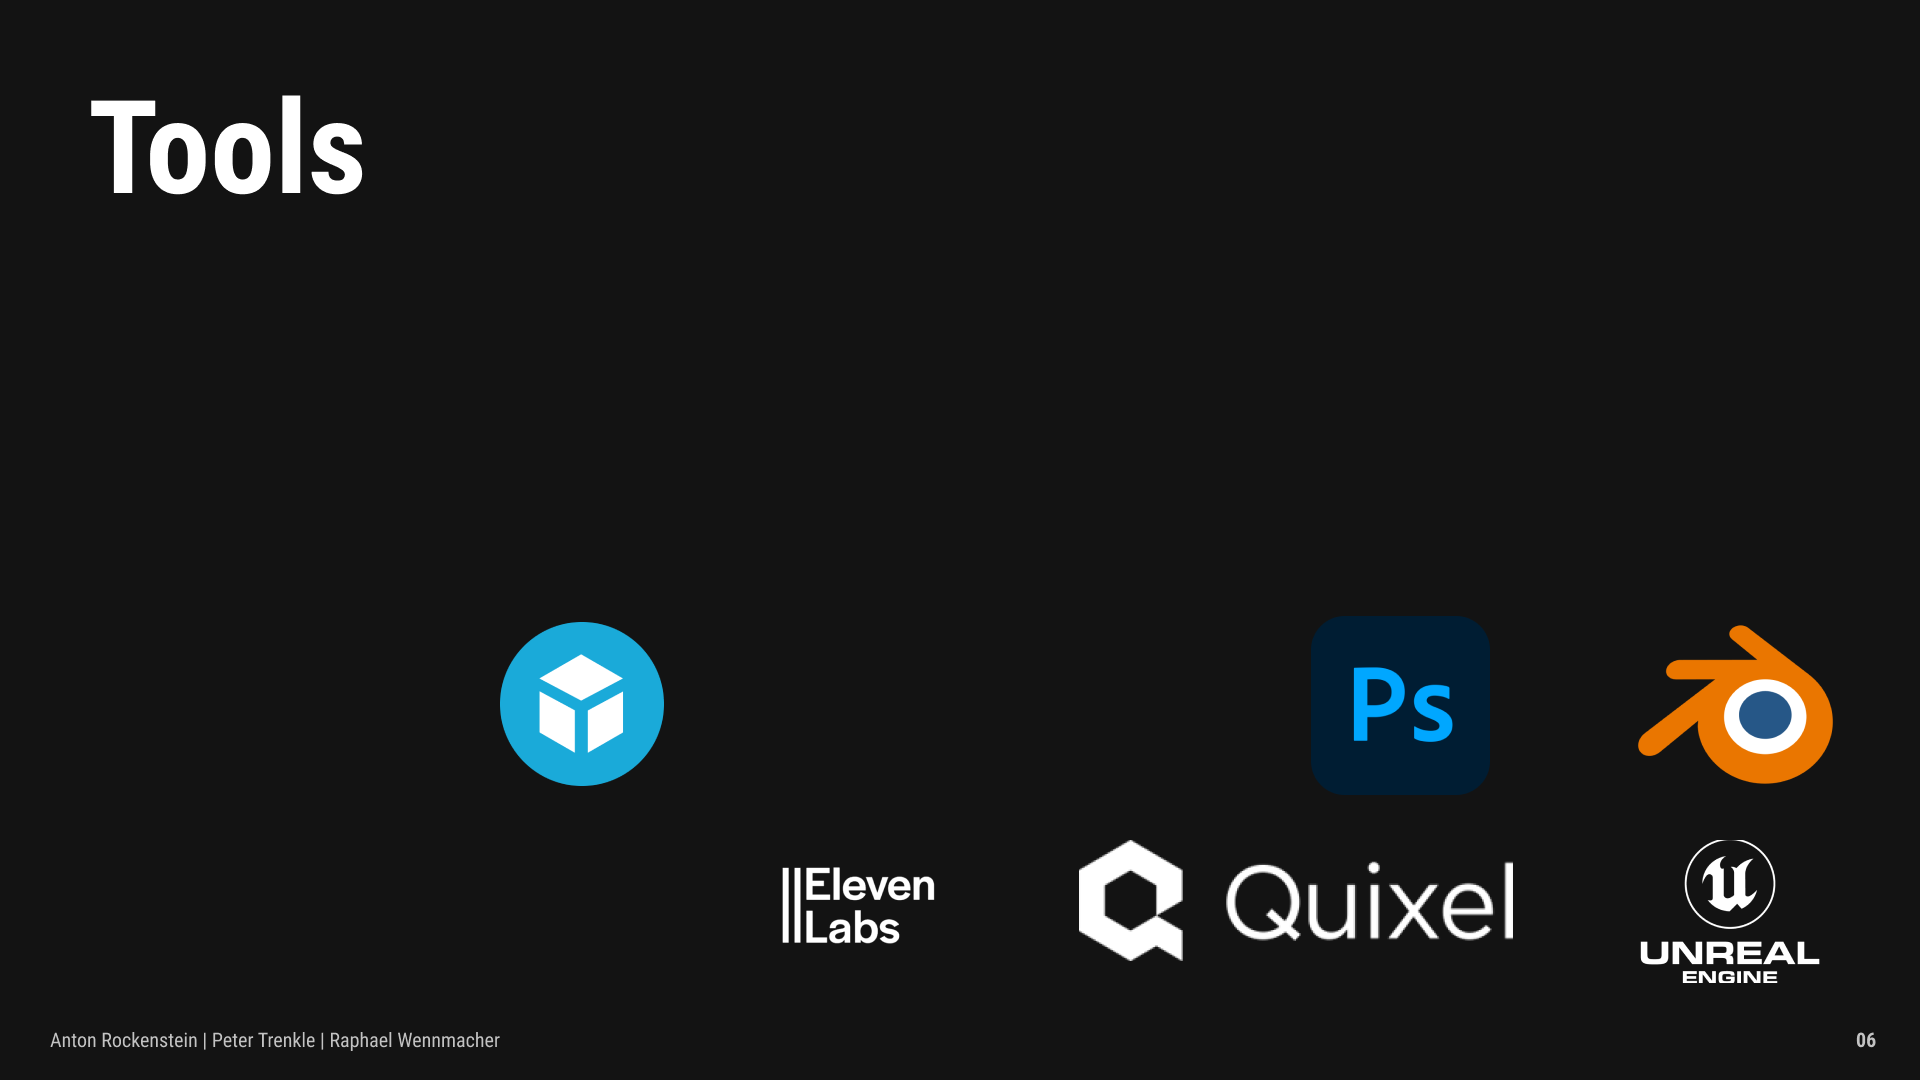 Tools
Ps
Eleven
Labs
Quixel
UNREAL
ENGINE
Anton Rockenstein | Peter Trenkle | Raphael Wennmacher
06